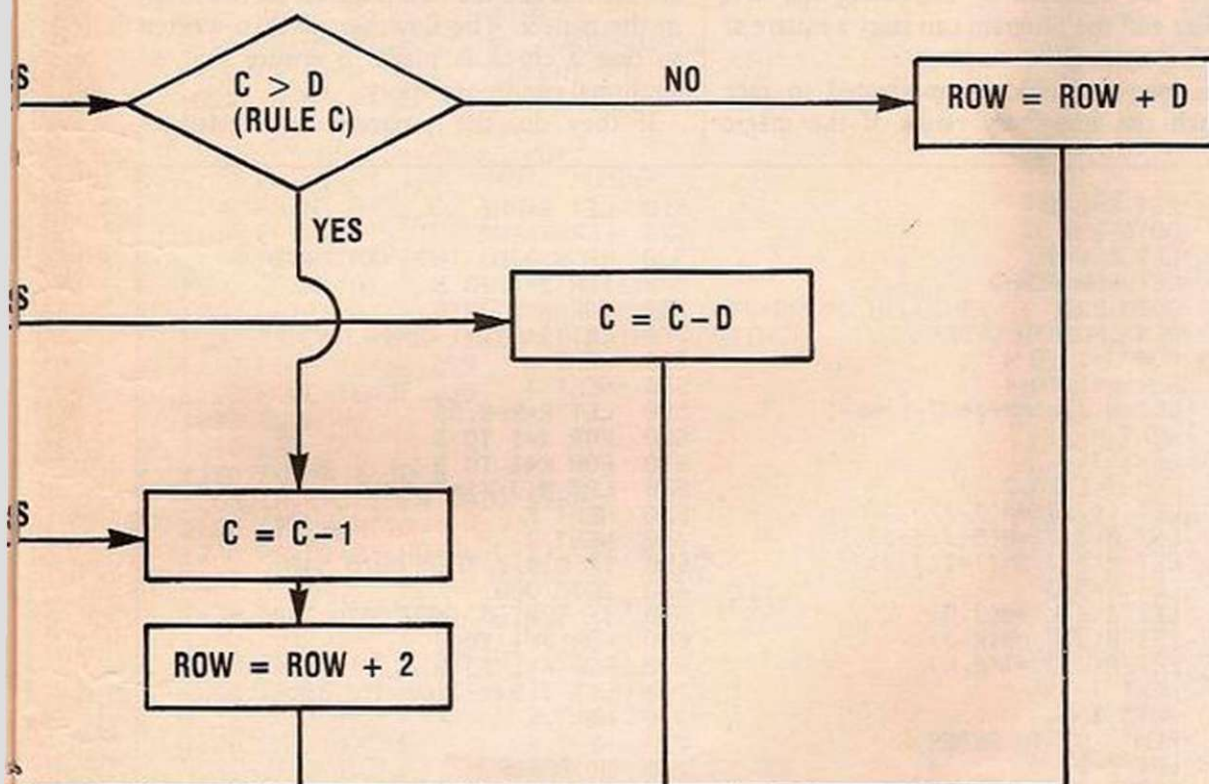 C > D
(RULE C)
NO
ROW = ROW + D
YES
C = C-D
C = C-1
ROW = ROW + 2